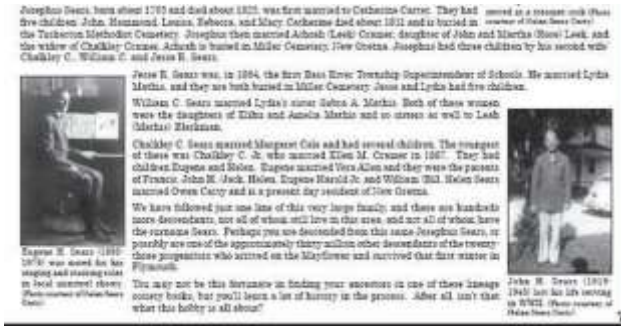 Josephus Sears, born about 1785 and died about 1825, was first married to Catherine Carter. They had
five children: John, Hammond, Louisa, Rebecca, and Mary. Catherine died about 1811 and is buried in
the Tuckerton Methodist Cemetery. Josephus then married Achsah (Leek) Cramer, daughter of John and Martha (Rose) Leek, and
the widow of Chalkley Cramer. Achsah is buried in Miller Cemetery, New Gretna. Josephus had three children by his second wife:
Chalkley C., William C. and Jesse R. Sears.
Jesse R. Sears was, in 1864, the first Bass River Township Superintendent of Schools. He married Lydia
Mathis, and they are both buried in Miller Cemetery. Jesse and Lydia had five children.
William C. Sears married Lydia's sister Sabra A. Mathis. Both of these women
were the daughters of Elihu and Amelia Mathis and so sisters as well to Leah
(Mathis) Blackman.
Chalkley C. Sears married Margaret Cale and had several children. The youngest
of these was Chalkley C. Jr. who married Ellen M. Cramer in 1887. They had
children Eugene and Helen. Eugene married Vera Allen and they were the parents
of Francis, John H., Jack, Helen, Eugene Harold Jr. and William (Bill). Helen Sears
married Owen Carty and is a present day resident of New Gretna.
We have followed just one line of this very large family, and there are hundreds
more descendants, not all of whom still live in this area, and not all of whom have
the surname Sears. Perhaps you are descended from this same Josephus Sears, or
possibly are one of the approximately thirty million other descendants of the twenty-
three progenitors who arrived on the Mayflower and survived that first winter in
Plymouth.
You may not be this fortunate in finding your ancestors in one of these lineage
society books, but you'll learn a lot of history in the process. After all, isn't that
what this hobby is all about?
served in a
(Photo courtesy
of Helen Sears Carty)
Eugene H. Sears
was noted for his
singing and starring roles
in local minstrel shows.
(Photo courtesy of Helen Sears
Carty)
John H. Sears (1919-
1945) lost his life serving
in WWII. (Photo courtesy of
Helen Sears Carty)